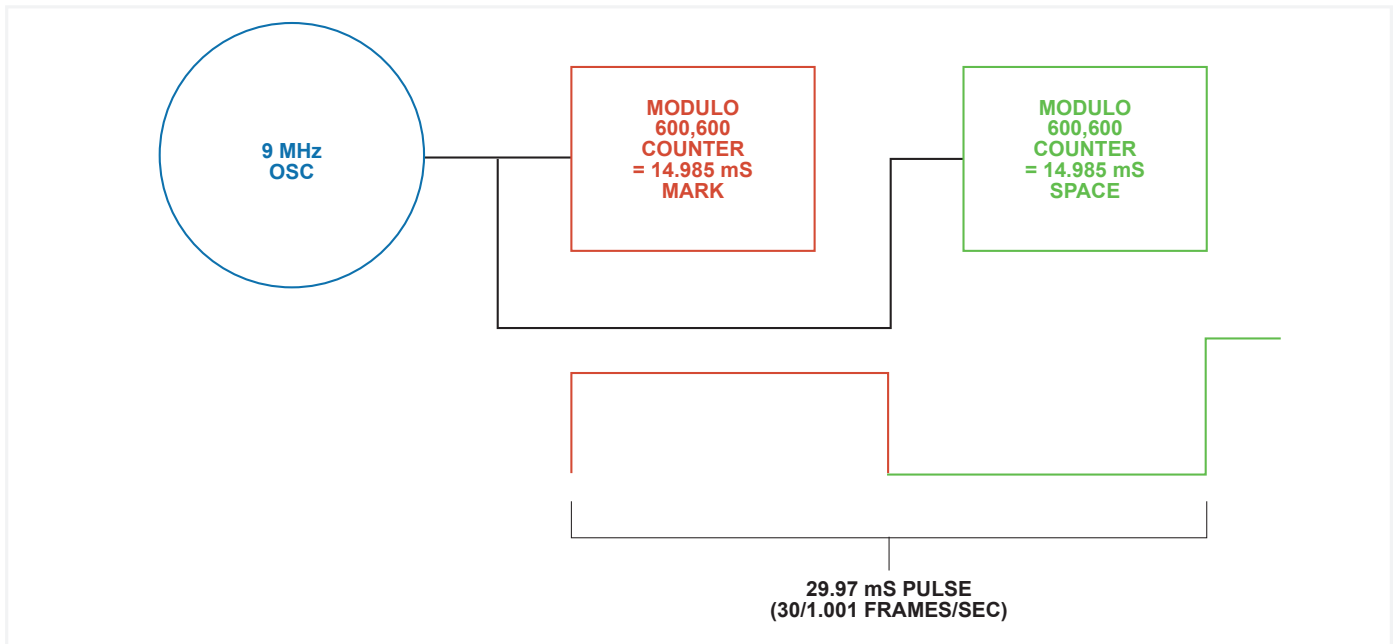 9 MHz
OSC
MODULO
600,600
COUNTER
= 14.985 mS
MARK
MODULO
600,600
COUNTER
= 14.985 mS
SPACE
29.97 mS PULSE
(30/1.001 FRAMES/SEC)